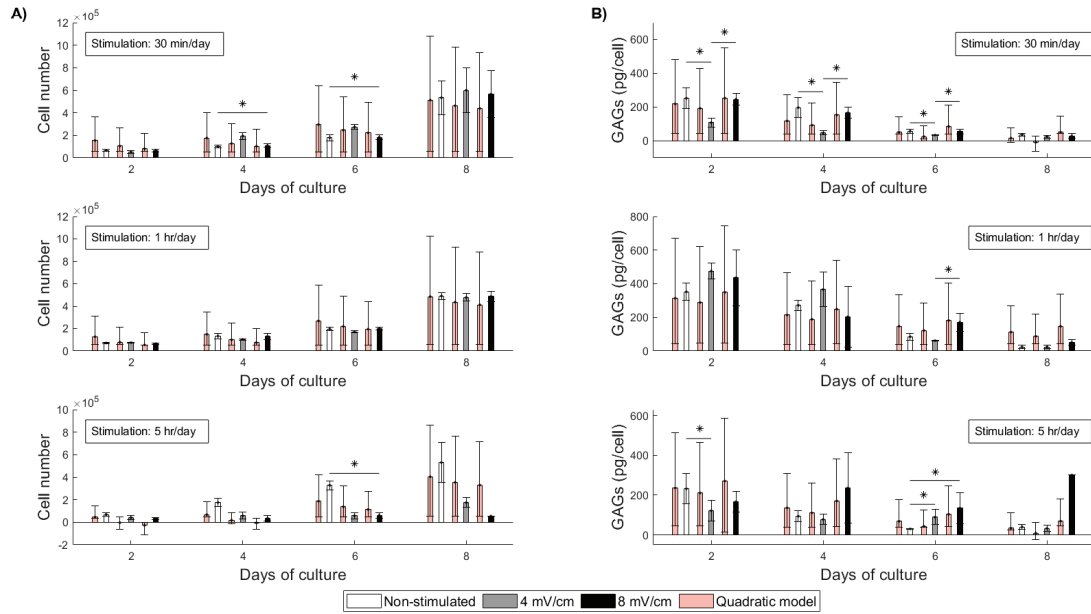 A)
×10⁵
12
10
8
6
4
2
0
Stimulation: 30 min/day
*
*
Cell number
2 4 6 8
Days of culture
×10⁵
12
10
8
6
4
2
0
Stimulation: 1 hr/day
Cell number
2 4 6 8
Days of culture
×10⁵
10
8
6
4
2
0
-2
Stimulation: 5 hr/day
*
Cell number
2 4 6 8
Days of culture
B)
600
400
200
0
Stimulation: 30 min/day
* * * * * *
GAGs (pg/cell)
2 4 6 8
Days of culture
800
600
400
200
0
Stimulation: 1 hr/day
*
GAGs (pg/cell)
2 4 6 8
Days of culture
600
400
200
0
Stimulation: 5 hr/day
* * *
GAGs (pg/cell)
2 4 6 8
Days of culture
Non-stimulated 4 mV/cm 8 mV/cm Quadratic model